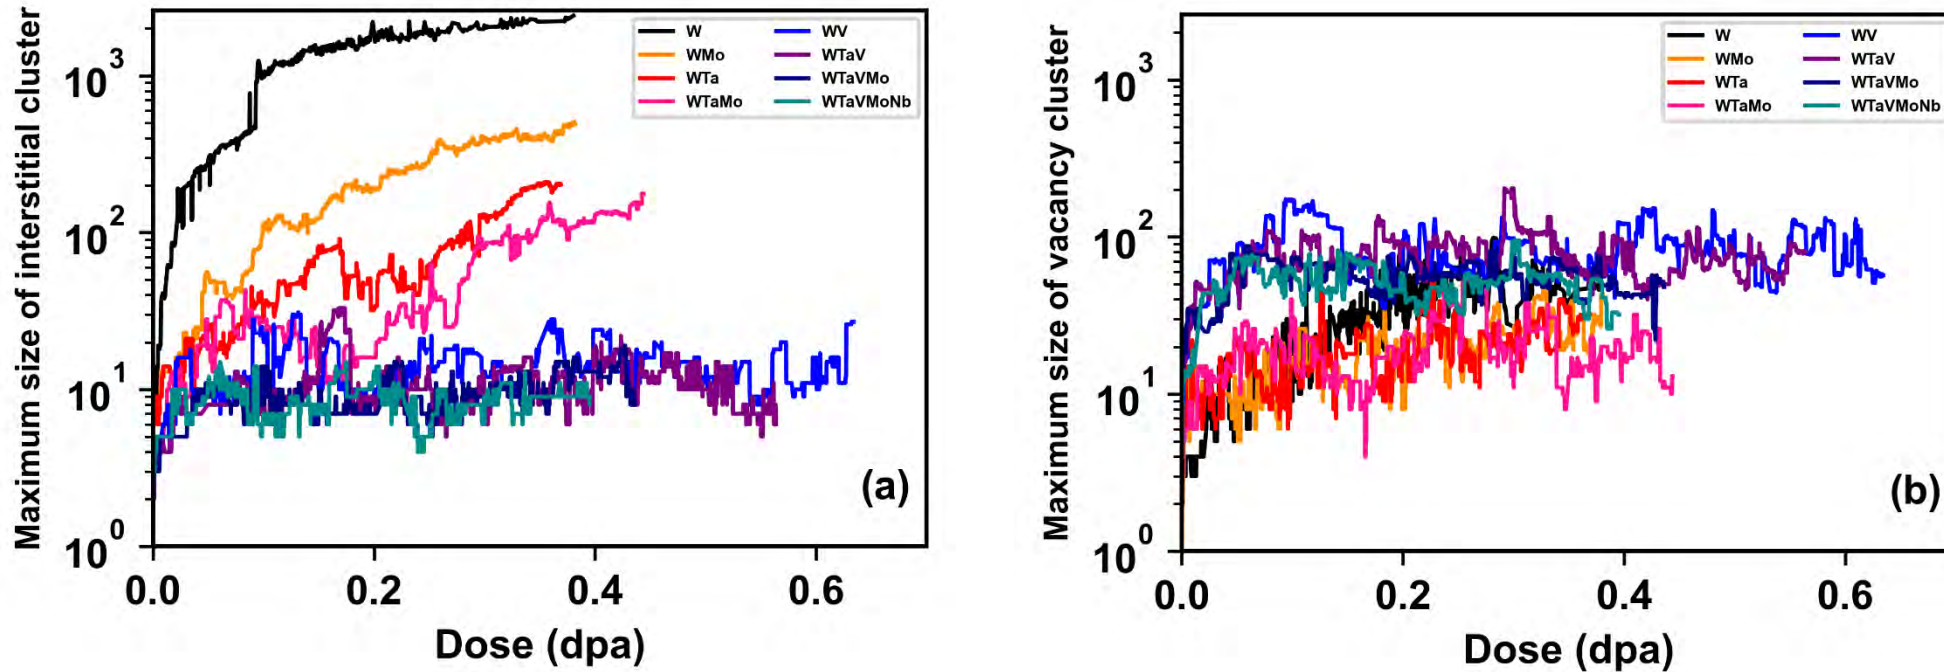 Maximum size of interstitial cluster
10^3
10^2
10^1
10^0
W
WMo
WTa
WTaMo
WV
WTaV
WTaVMo
WTaVMoNb
(a)
0.0 0.2 0.4 0.6
Dose (dpa)
Maximum size of vacancy cluster
10^3
10^2
10^1
10^0
W
WMo
WTa
WTaMo
WV
WTaV
WTaVMo
WTaVMoNb
(b)
0.0 0.2 0.4 0.6
Dose (dpa)